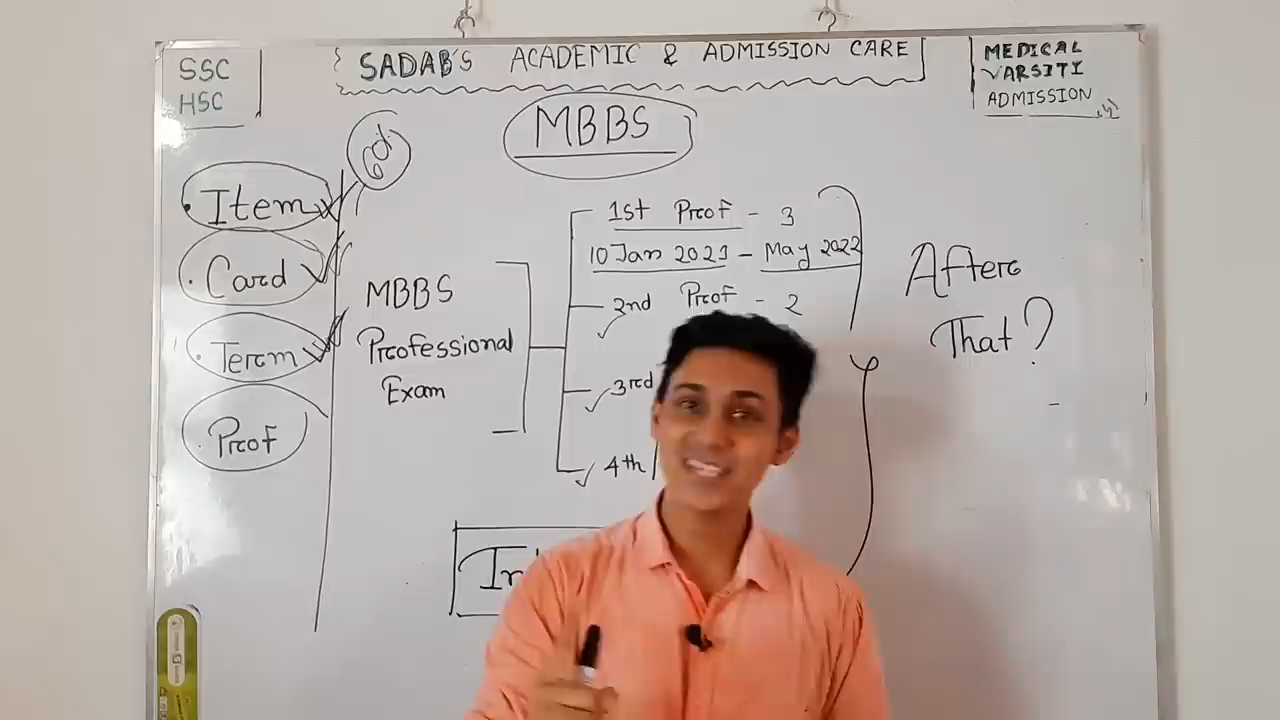 SSC
HSC
SADAB'S ACADEMIC & ADMISSION CARE
MEDICAL
VARSITI
ADMISSION
MBBS
Item
Card
Term
Prof
MBBS
Professional
Exam
1st Prof - 3
10 Jan 2021 - May 2022
2nd Prof - 2
3rd
4th
After
That?